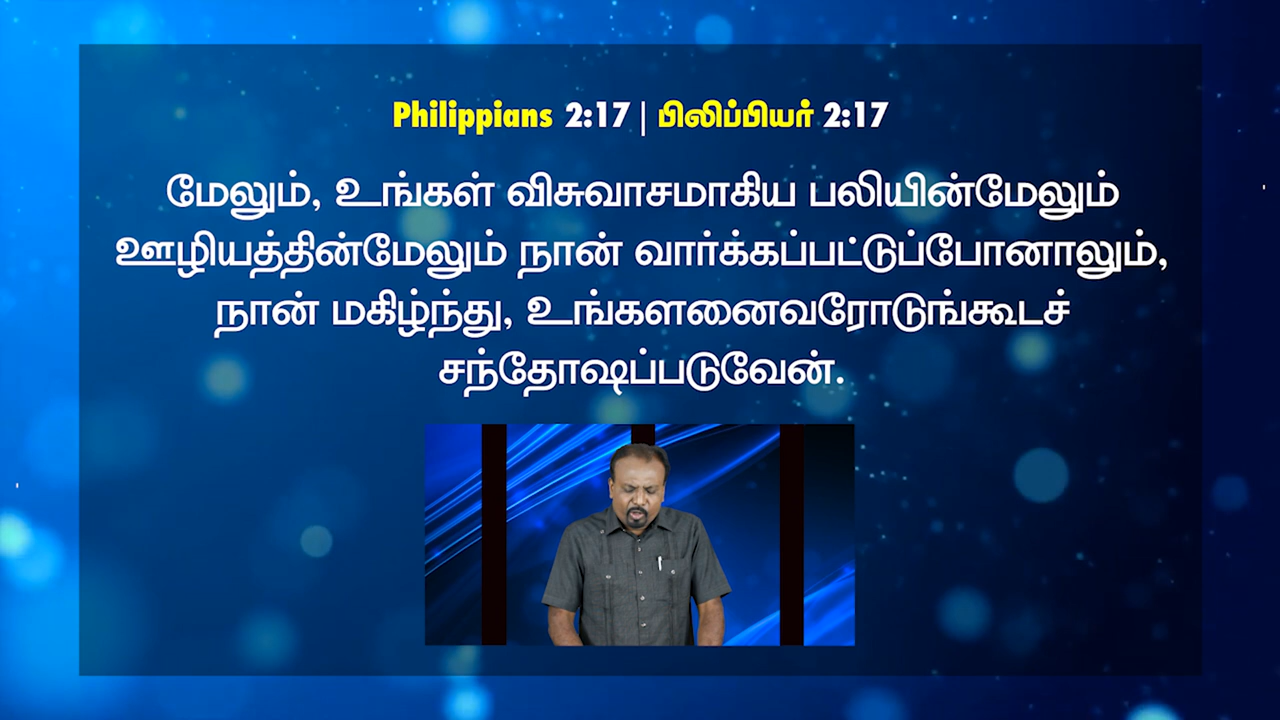 Philippians 2:17 | பிலிப்பியர் 2:17
மேலும், உங்கள் விசுவாசமாகிய பலியின்மேலும்
ஊழியத்தின்மேலும் நான் வார்க்கப்பட்டுப்போனாலும்,
நான் மகிழ்ந்து, உங்களனைவரோடுங்கூடச்
சந்தோஷப்படுவேன்.